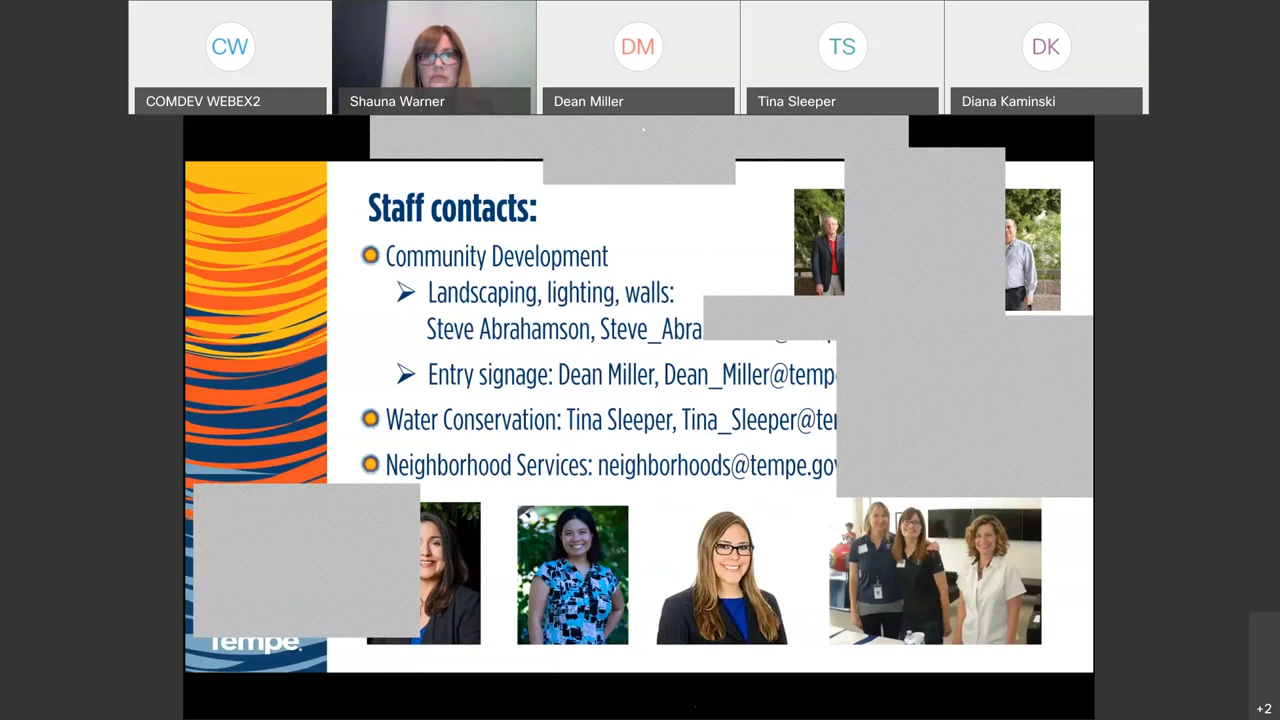 CW DM TS DK
COMDEV WEBEX2 Shauna Warner Dean Miller Tina Sleeper Diana Kaminski
Staff contacts:
Community Development
Landscaping, lighting, walls:
Steve Abrahamson, Steve_Abra
Entry signage: Dean Miller, Dean_Miller@temp
Water Conservation: Tina Sleeper, Tina_Sleeper@te
Neighborhood Services: neighborhoods@tempe.gov
Tempe.
+2